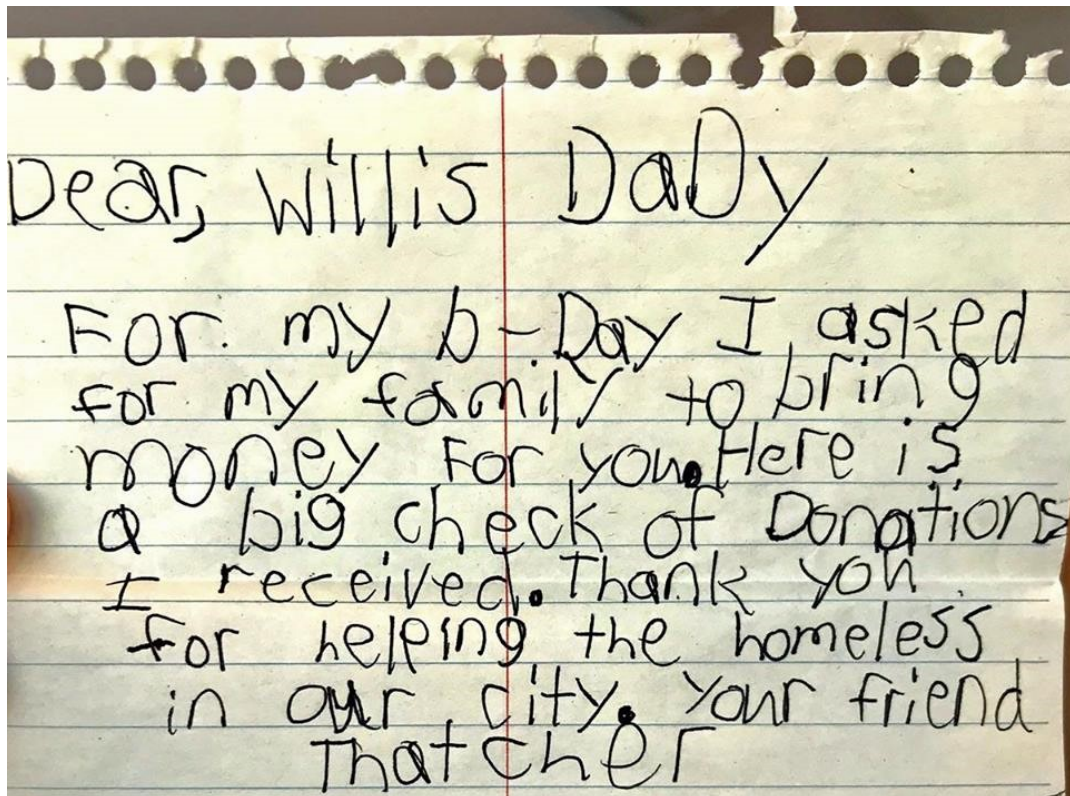 Dear, Willis DaDy
For my b-Day I asked
for my family to bring
money For you. Here is
a big check of Donations
I received. Thank you
for helping the homeless
in our city. Your friend
Thatcher